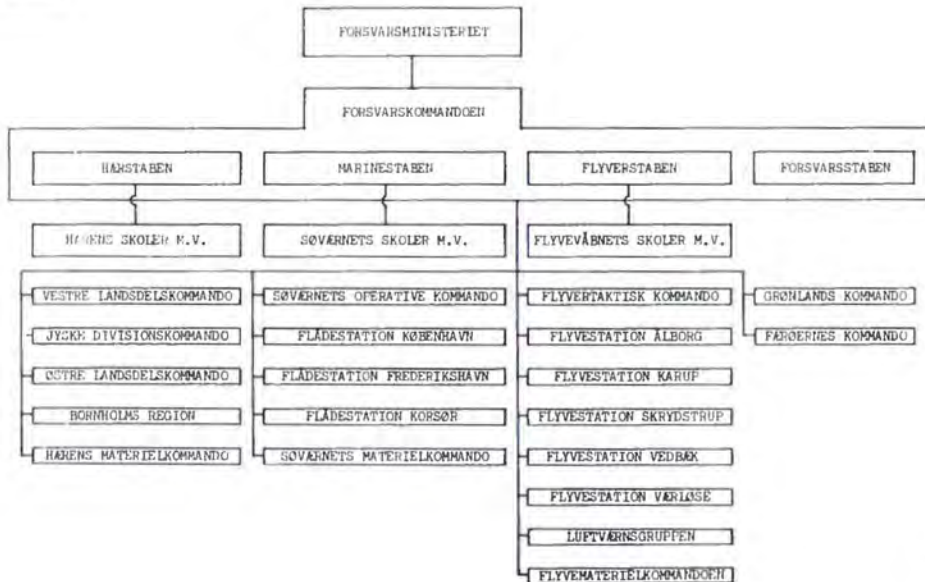 FORSVARSMINISTERIET
FORSVARSKOMMANDOEN
HÆRSTABEN
MARINESTABEN
FLYVERSTABEN
FORSVARSSTABEN
HÆRENS SKOLER M.V.
SØVÆRNETS SKOLER M.V.
FLYVEVÅBNETS SKOLER M.V.
VESTRE LANDSDELSKOMMANDO
JYSKE DIVISIONSKOMMANDO
ØSTRE LANDSDELSKOMMANDO
BORNHOLMS REGION
HÆRENS MATERIELKOMMANDO
SØVÆRNETS OPERATIVE KOMMANDO
FLÅDESTATION KØBENHAVN
FLÅDESTATION FREDERIKSHAVN
FLÅDESTATION KORSØR
SØVÆRNETS MATERIELKOMMANDO
FLYVERTAKTISK KOMMANDO
FLYVESTATION ÅLBORG
FLYVESTATION KARUP
FLYVESTATION SKRYDSTRUP
FLYVESTATION VEDBÆK
FLYVESTATION VÆRLØSE
LUFTVÆRNSGRUPPEN
FLYVEMATERIELKOMMANDOEN
GRØNLANDS KOMMANDO
FÆRØERNES KOMMANDO